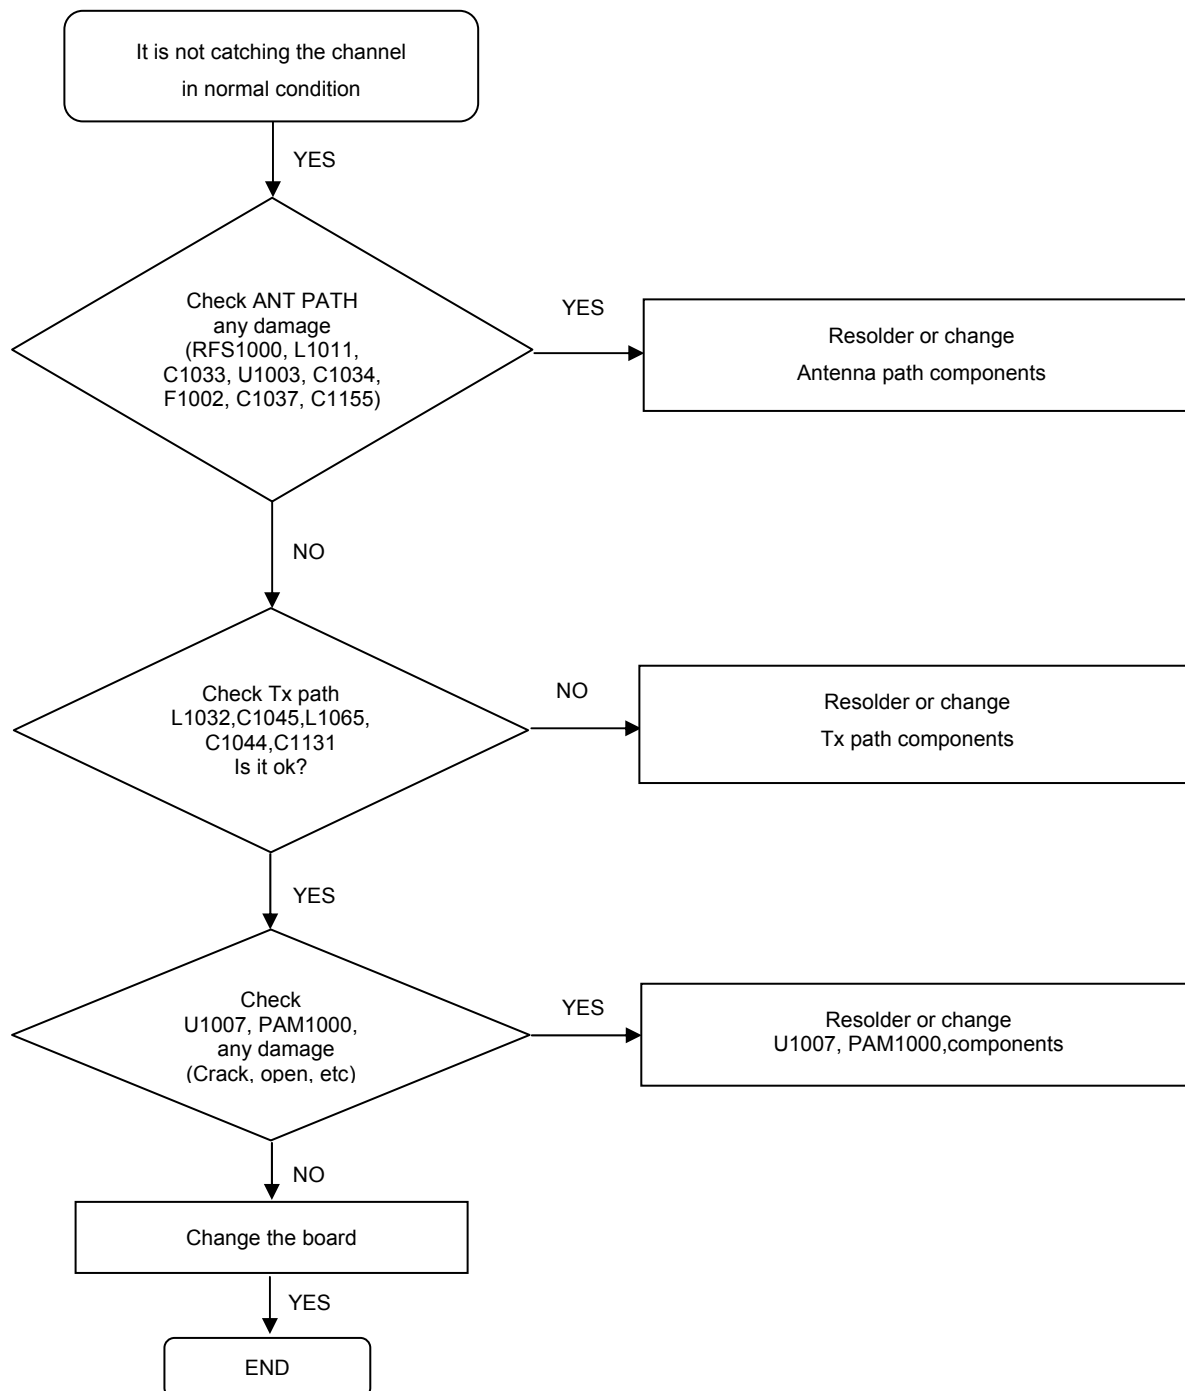 It is not catching the channel
in normal condition
YES
Check ANT PATH
any damage
(RFS1000, L1011,
C1033, U1003, C1034,
F1002, C1037, C1155)
YES
Resolder or change
Antenna path components
NO
Check Tx path
L1032,C1045,L1065,
C1044,C1131
Is it ok?
NO
Resolder or change
Tx path components
YES
Check
U1007, PAM1000,
any damage
(Crack, open, etc)
YES
Resolder or change
U1007, PAM1000,components
NO
Change the board
YES
END